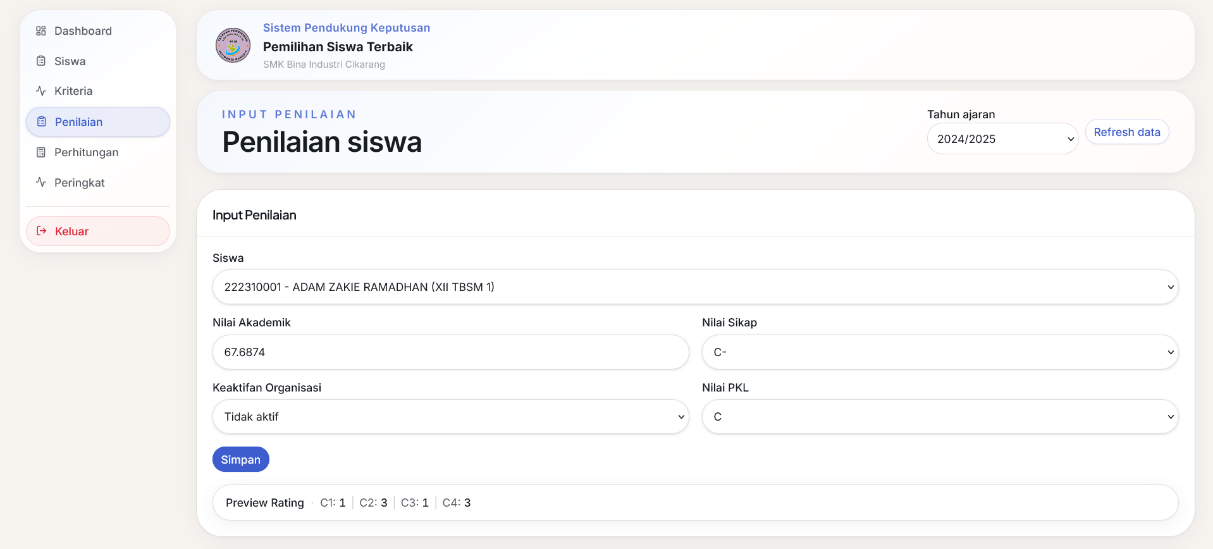 Dashboard
Siswa
Kriteria
Penilaian
Perhitungan
Peringkat
Keluar
Sistem Pendukung Keputusan
Pemilihan Siswa Terbaik
SMK Bina Industri Cikarang
INPUT PENILAIAN
Penilaian siswa
Tahun ajaran
2024/2025
Refresh data
Input Penilaian
Siswa
222310001 - ADAM ZAKIE RAMADHAN (XII TBSM 1)
Nilai Akademik
67.6874
Nilai Sikap
C-
Keaktifan Organisasi
Tidak aktif
Nilai PKL
C
Simpan
Preview Rating · C1: 1 | C2: 3 | C3: 1 | C4: 3